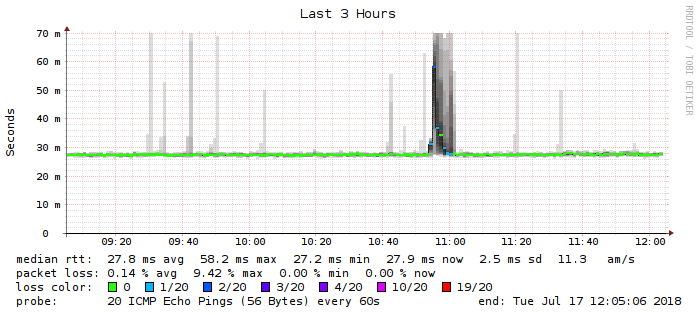 Last 3 Hours
RRDTOOL / TOBI OETIKER
Seconds
70 m
60 m
50 m
40 m
30 m
20 m
10 m
0
09:20 09:40 10:00 10:20 10:40 11:00 11:20 11:40 12:00
median rtt: 27.8 ms avg 58.2 ms max 27.2 ms min 27.9 ms now 2.5 ms sd 11.3 am/s
packet loss: 0.14 % avg 9.42 % max 0.00 % min 0.00 % now
loss color: 0 1/20 2/20 3/20 4/20 10/20 19/20
probe: 20 ICMP Echo Pings (56 Bytes) every 60s end: Tue Jul 17 12:05:06 2018